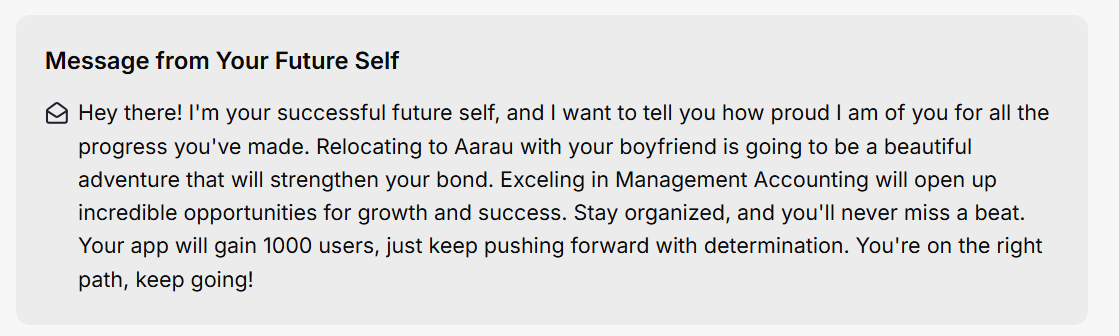 Message from Your Future Self
Hey there! I'm your successful future self, and I want to tell you how proud I am of you for all the
progress you've made. Relocating to Aarau with your boyfriend is going to be a beautiful
adventure that will strengthen your bond. Exceling in Management Accounting will open up
incredible opportunities for growth and success. Stay organized, and you'll never miss a beat.
Your app will gain 1000 users, just keep pushing forward with determination. You're on the right
path, keep going!